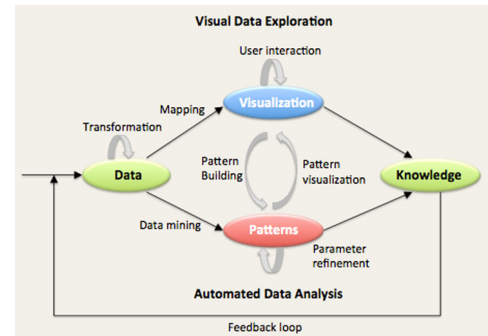 Visual Data Exploration
User interaction
Visualization
Mapping
Transformation
Data
Pattern
Building
Pattern
visualization
Knowledge
Data mining
Patterns
Parameter
refinement
Automated Data Analysis
Feedback loop